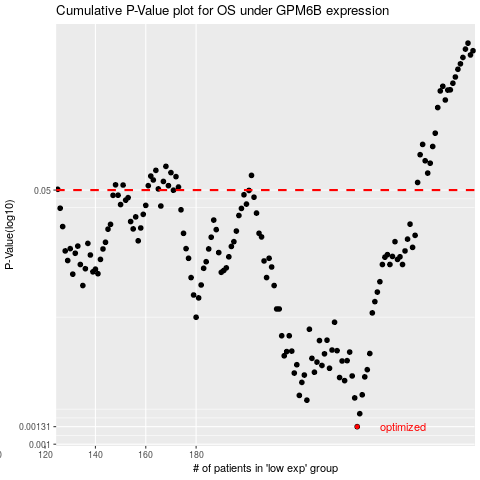 Cumulative P-Value plot for OS under GPM6B expression
P-Value(log10)
0.05
0.00131
0.001
optimized
0
120
140
160
180
# of patients in 'low exp' group